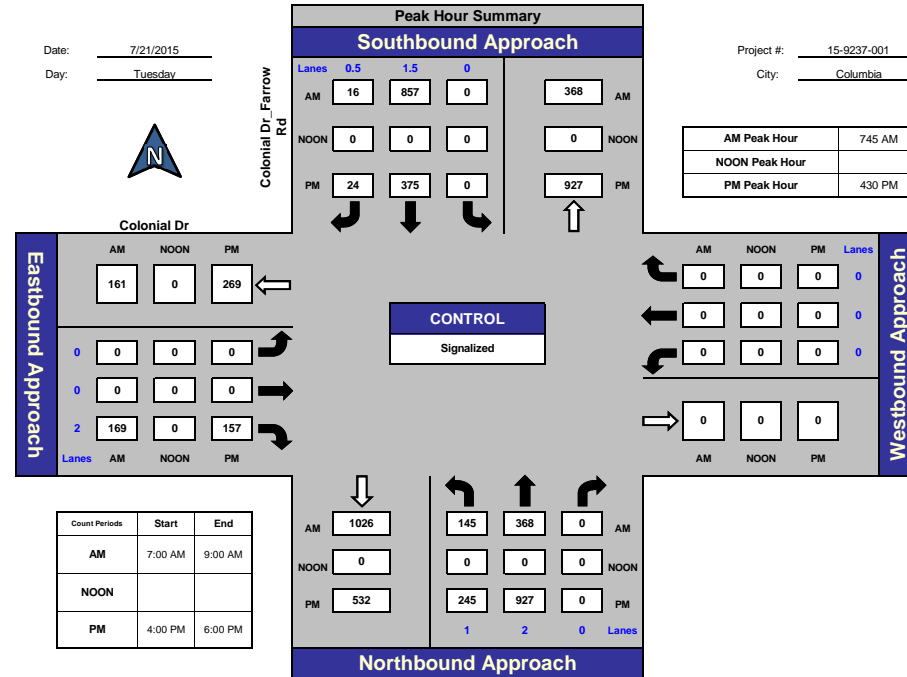 Peak Hour Summary
Southbound Approach
Date: 7/21/2015
Day: Tuesday
Project #: 15-9237-001
City: Columbia
Colonial Dr_Farrow
Rd
Lanes 0.5 1.5 0
AM 16 857 0 368 AM
NOON 0 0 0 0 NOON
PM 24 375 0 927 PM
AM Peak Hour 745 AM
NOON Peak Hour
PM Peak Hour 430 PM
N
Colonial Dr
Eastbound Approach
AM NOON PM
161 0 269
0 0 0 0
0 0 0 0
2 169 0 157
Lanes AM NOON PM
CONTROL
Signalized
AM NOON PM Lanes
0 0 0 0
0 0 0 0
0 0 0 0
0 0 0
AM NOON PM
Westbound Approach
Count Periods Start End
AM 7:00 AM 9:00 AM
NOON
PM 4:00 PM 6:00 PM
AM 1026 145 368 0 AM
NOON 0 0 0 0 NOON
PM 532 245 927 0 PM
1 2 0 Lanes
Northbound Approach